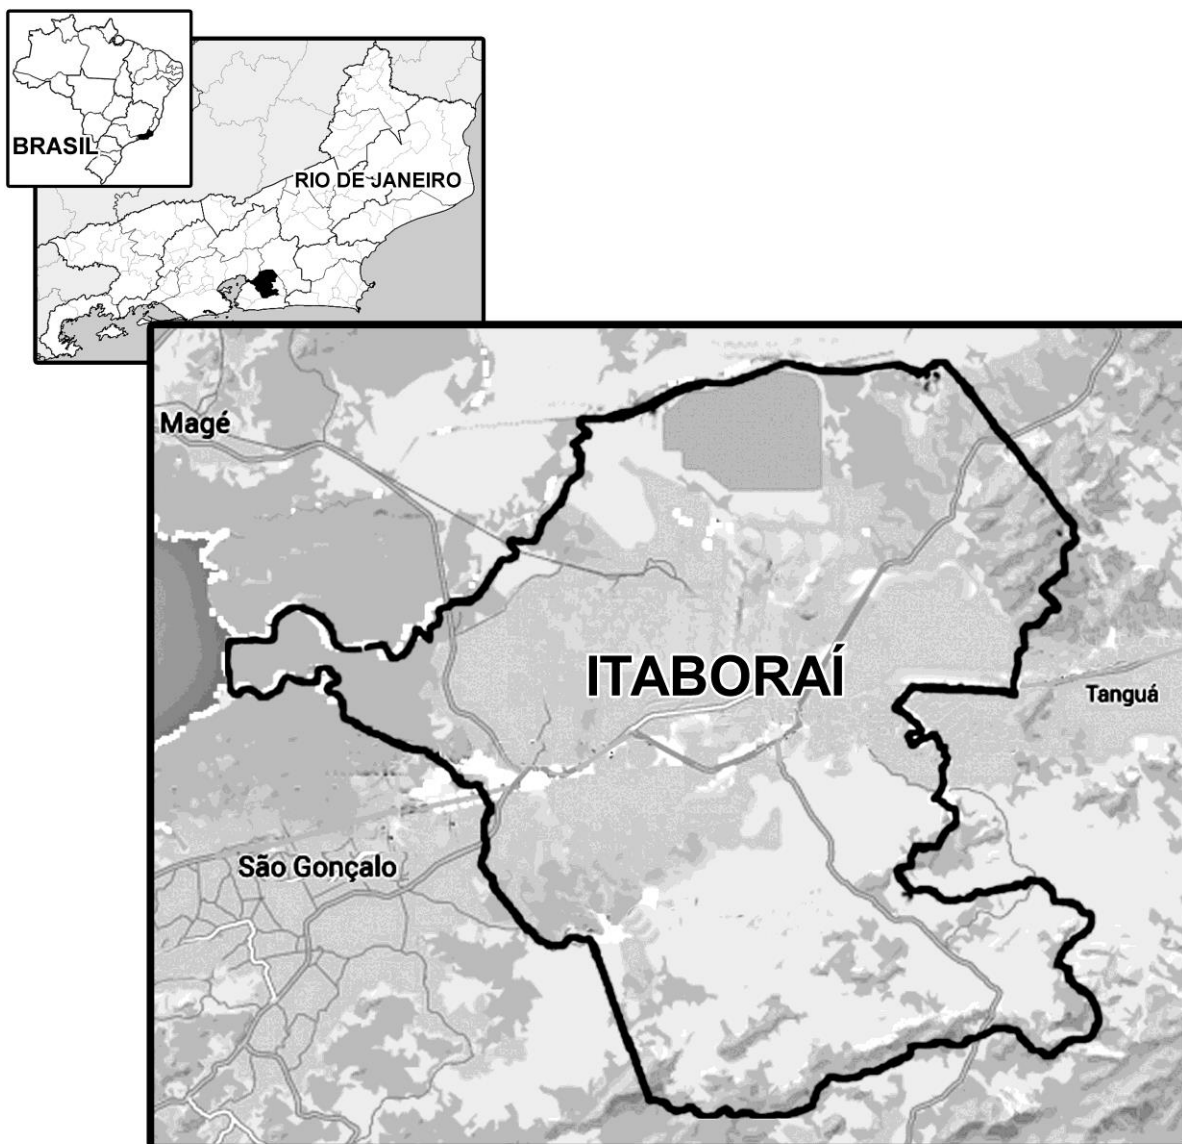 BRASIL
RIO DE JANEIRO
Magé
ITABORAÍ
Tanguá
São Gonçalo